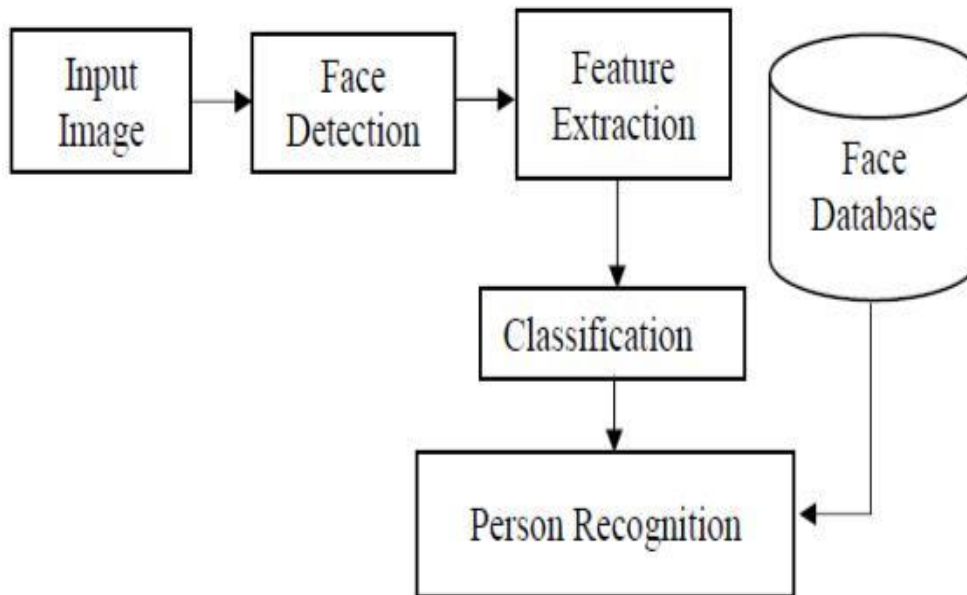 Input
Image
Face
Detection
Feature
Extraction
Face
Database
Classification
Person Recognition